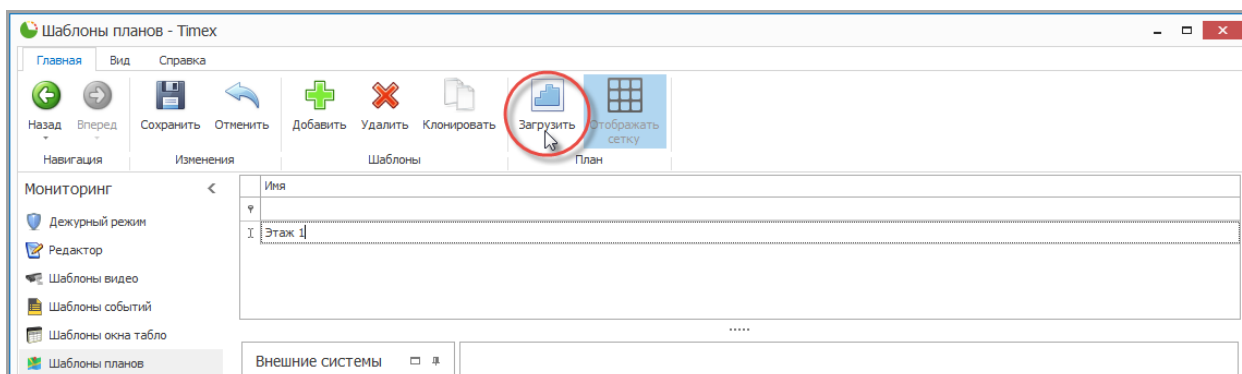 Шаблоны планов - Timex
Главная Вид Справка
Назад Вперед Сохранить Отменить Добавить Удалить Клонировать Загрузить Отображать сетку
Навигация Изменения Шаблоны План
Мониторинг
Имя
Дежурный режим
Этаж 1
Редактор
Шаблоны видео
Шаблоны событий
Шаблоны окна табло
Шаблоны планов
Внешние системы